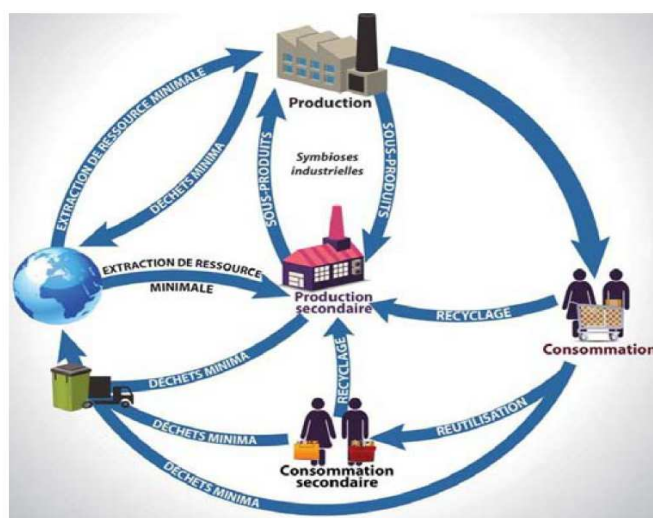 Production
EXTRACTION DE RESSOURCE MINIMALE
DÉCHETS MINIMA
SOUS-PRODUITS
Symbioses
industrielles
SOUS-PRODUITS
EXTRACTION DE RESSOURCE
MINIMALE
Production
secondaire
RECYCLAGE
Consommation
DÉCHETS MINIMA
RECYCLAGE
RÉUTILISATION
DÉCHETS MINIMA
Consommation
secondaire
DÉCHETS MINIMA